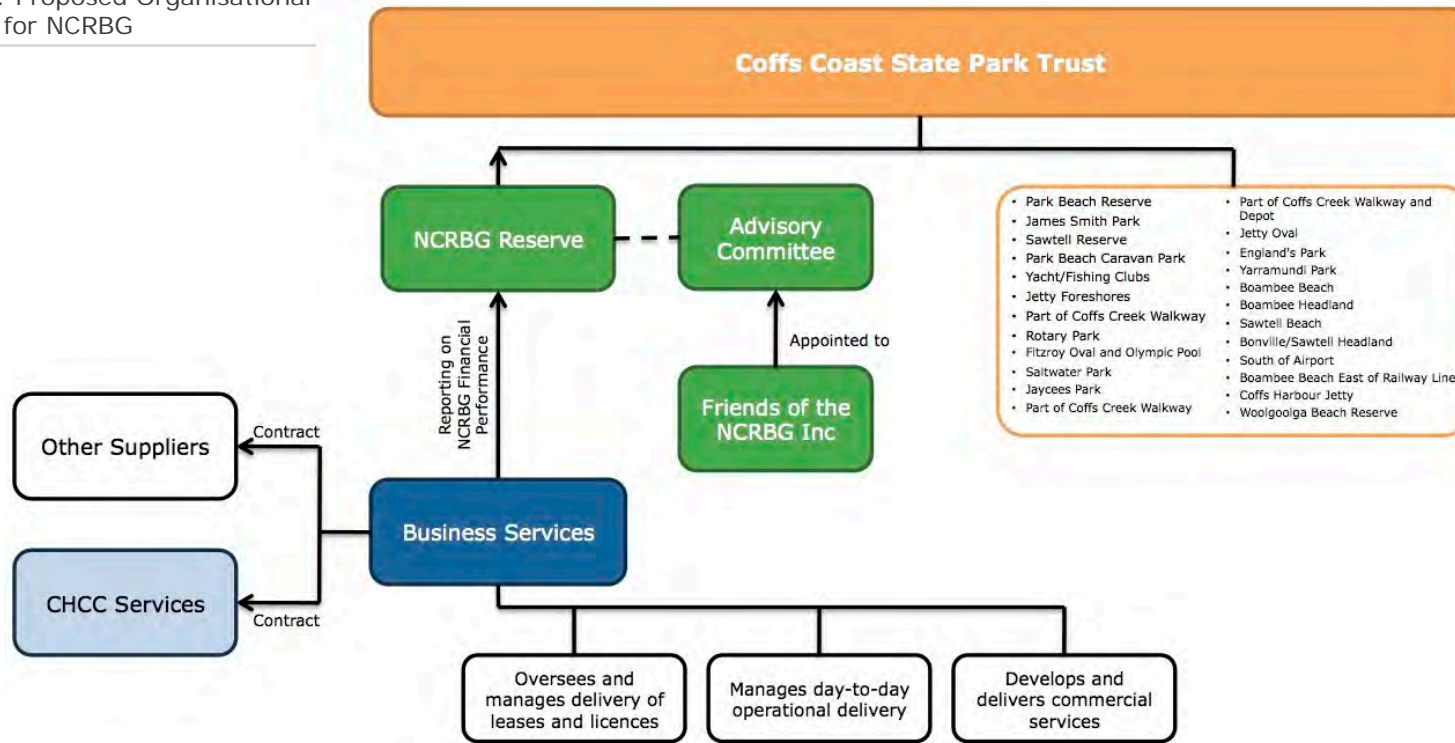 : Proposed Organisational
for NCRBG
Coffs Coast State Park Trust
NCRBG Reserve
Advisory
Committee
• Park Beach Reserve
• James Smith Park
• Sawtell Reserve
• Park Beach Caravan Park
• Yacht/Fishing Clubs
• Jetty Foreshores
• Part of Coffs Creek Walkway
• Rotary Park
• Fitzroy Oval and Olympic Pool
• Saltwater Park
• Jaycees Park
• Part of Coffs Creek Walkway
• Part of Coffs Creek Walkway and
Depot
• Jetty Oval
• England's Park
• Yarramundi Park
• Boambee Beach
• Boambee Headland
• Sawtell Beach
• Bonville/Sawtell Headland
• South of Airport
• Boambee Beach East of Railway Line
• Coffs Harbour Jetty
• Woolgoolga Beach Reserve
Reporting on
NCRBG Financial
Performance
Appointed to
Friends of the
NCRBG Inc
Other Suppliers
Contract
Business Services
CHCC Services
Contract
Oversees and
manages delivery of
leases and licences
Manages day-to-day
operational delivery
Develops and
delivers commercial
services